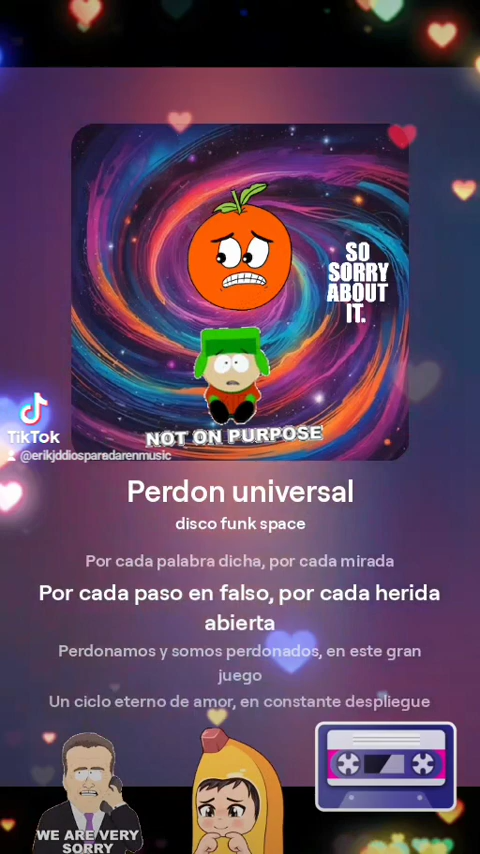 SO
SORRY
ABOUT
IT.
NOT ON PURPOSE
TikTok
@erikjddiosparadarenmusic
Perdon universal
disco funk space
Por cada palabra dicha, por cada mirada
Por cada paso en falso, por cada herida
abierta
Perdonamos y somos perdonados, en este gran
juego
Un ciclo eterno de amor, en constante despliegue
WE ARE VERY
SORRY